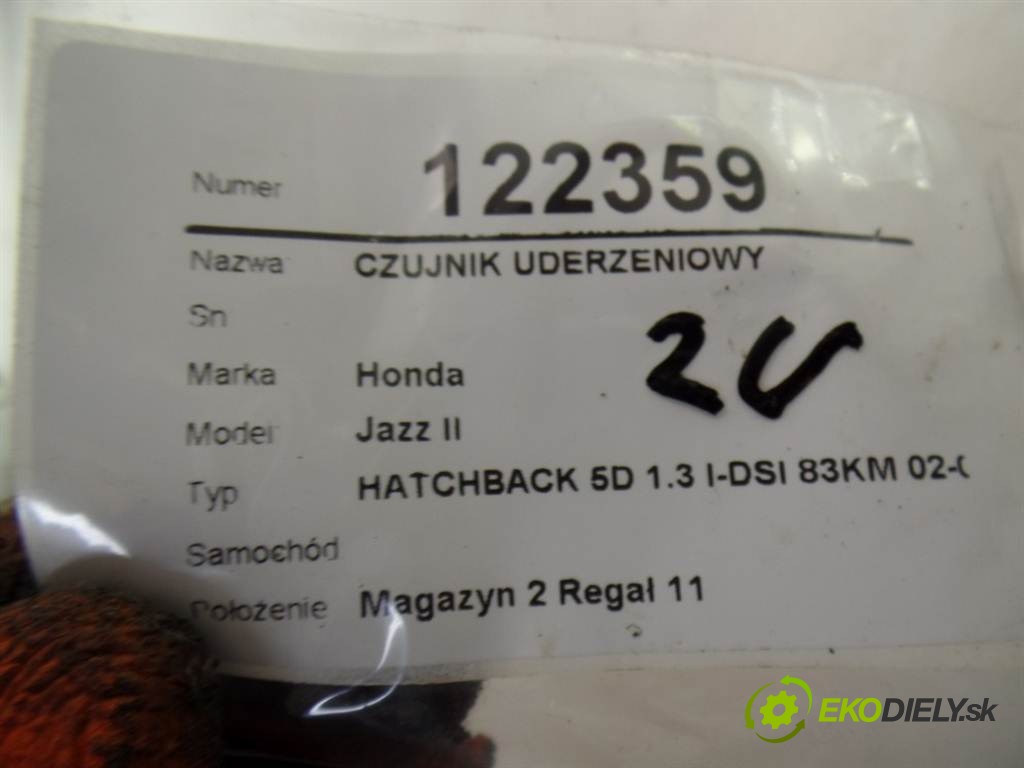 Numer 122359
Nazwa CZUJNIK UDERZENIOWY
Sn
Marka Honda
Model Jazz II
Typ HATCHBACK 5D 1.3 I-DSI 83KM 02-0
Samochód
Położenie Magazyn 2 Regał 11
EKODIELY.sk